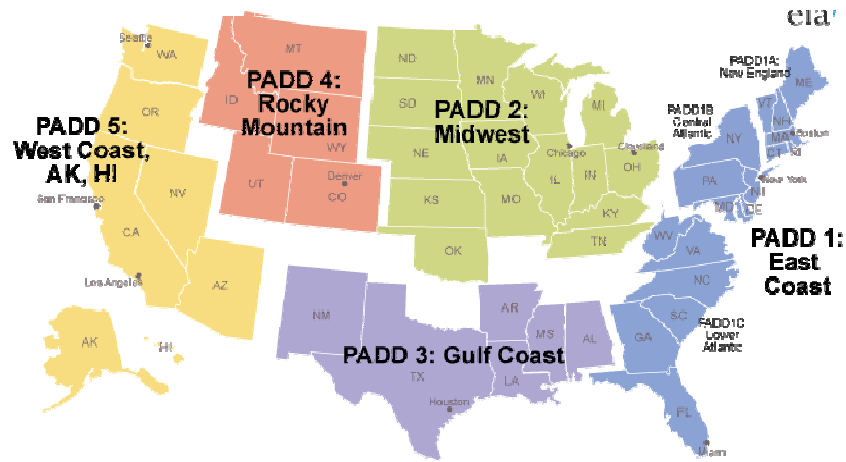 eia
Seattle
WA
MT
ND
MN
PADD1A:
New England
ME
OR
PADD 4:
Rocky
Mountain
ID
SD
WI
MI
PADD 2:
Midwest
VT
NH
PADD1B
Central
Atlantic
NY
MA
Boston
CT
RI
PADD 5:
West Coast,
AK, HI
WY
NE
IA
Chicago
Cleveland
PA
New York
NJ
San Francisco
NV
UT
Denver
CO
IL
IN
OH
MD
DE
KS
MO
KY
WV
VA
PADD 1:
East
Coast
CA
OK
TN
NC
Los Angeles
AZ
NM
AR
SC
PADD1C
Lower
Atlantic
AK
HI
MS
AL
GA
PADD 3: Gulf Coast
TX
LA
Houston
FL
Miami